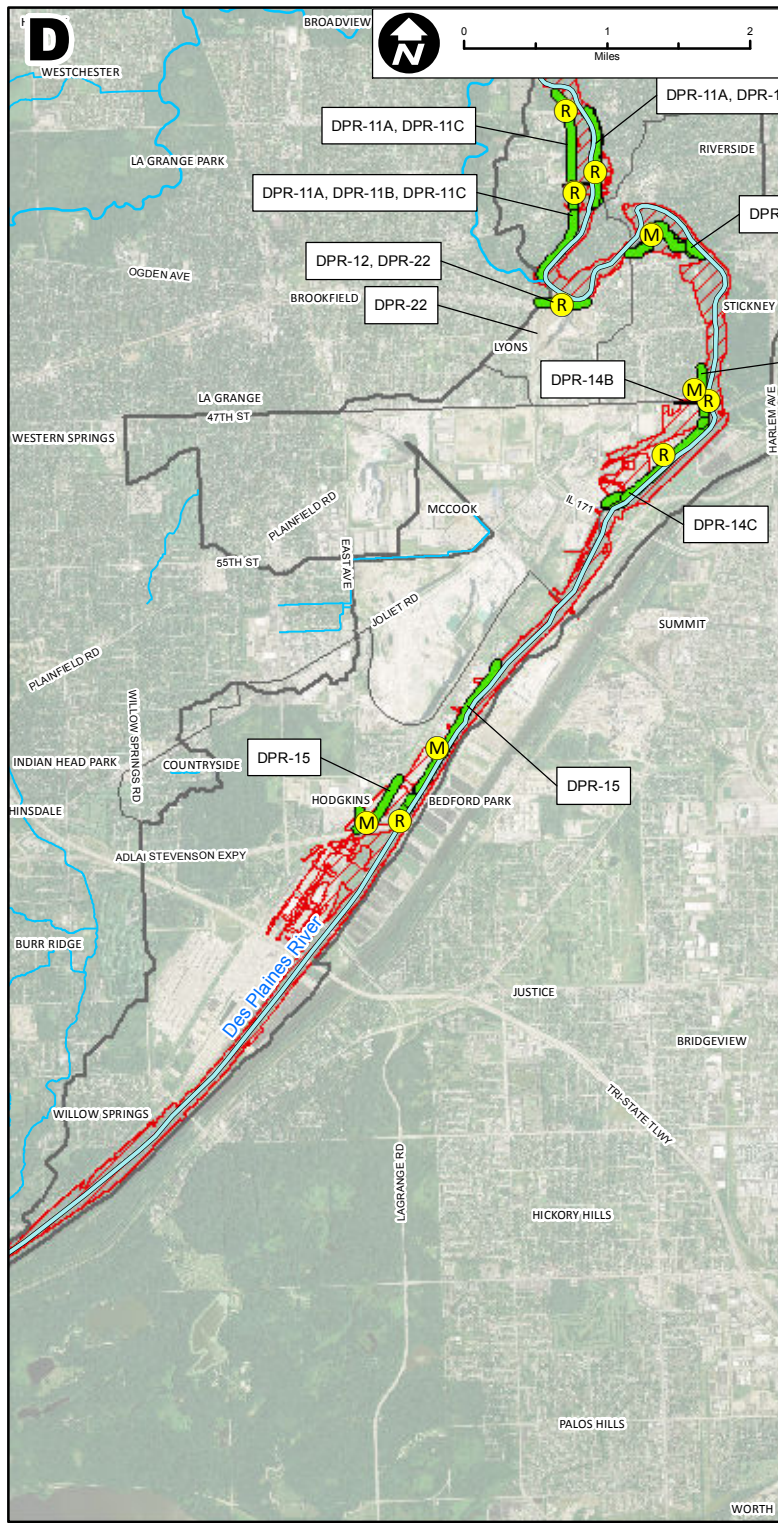 D
BROADVIEW
N
0 1 2
Miles
WESTCHESTER
DPR-11A, DPR-11C
LA GRANGE PARK
RIVERSIDE
R
R
R
DPR-11A, DPR-11B, DPR-11C
M
DPR-12, DPR-22
OGDEN AVE
BROOKFIELD
R
DPR-22
STICKNEY
LYONS
DPR-14B
M
R
LA GRANGE
47TH ST
HARLEM AVE
WESTERN SPRINGS
R
IL 171
PLAINFIELD RD
MCCOOK
DPR-14C
55TH ST
EAST AVE
JOLIET RD
SUMMIT
PLAINFIELD RD
WILLOW SPRINGS RD
INDIAN HEAD PARK
COUNTRYSIDE
DPR-15
M
DPR-15
HINSDALE
HODGKINS
BEDFORD PARK
M
R
ADLAI STEVENSON EXPY
BURR RIDGE
Des Plaines River
JUSTICE
BRIDGEVIEW
WILLOW SPRINGS
TRI-STATE TLWY
LAGRANGE RD
HICKORY HILLS
PALOS HILLS
WORTH